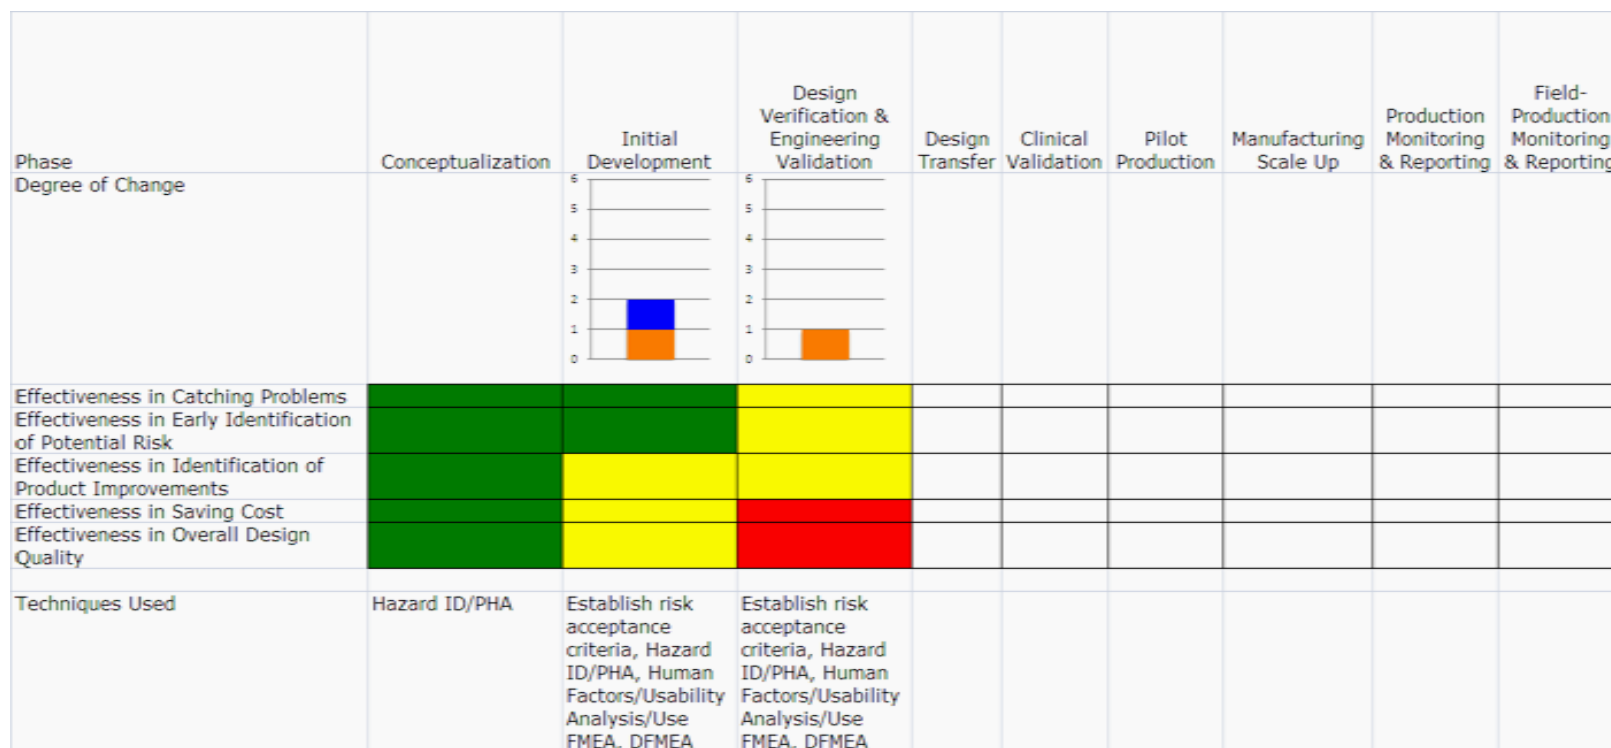 Phase
Conceptualization
Initial
Development
Design
Verification &
Engineering
Validation
Design
Transfer
Clinical
Validation
Pilot
Production
Manufacturing
Scale Up
Production
Monitoring
& Reporting
Field-
Production
Monitoring
& Reporting
Degree of Change
6
5
4
3
2
1
0
6
5
4
3
2
1
0
Effectiveness in Catching Problems
Effectiveness in Early Identification
of Potential Risk
Effectiveness in Identification of
Product Improvements
Effectiveness in Saving Cost
Effectiveness in Overall Design
Quality
Techniques Used
Hazard ID/PHA
Establish risk
acceptance
criteria, Hazard
ID/PHA, Human
Factors/Usability
Analysis/Use
FMEA, DFMEA
Establish risk
acceptance
criteria, Hazard
ID/PHA, Human
Factors/Usability
Analysis/Use
FMEA, DFMEA